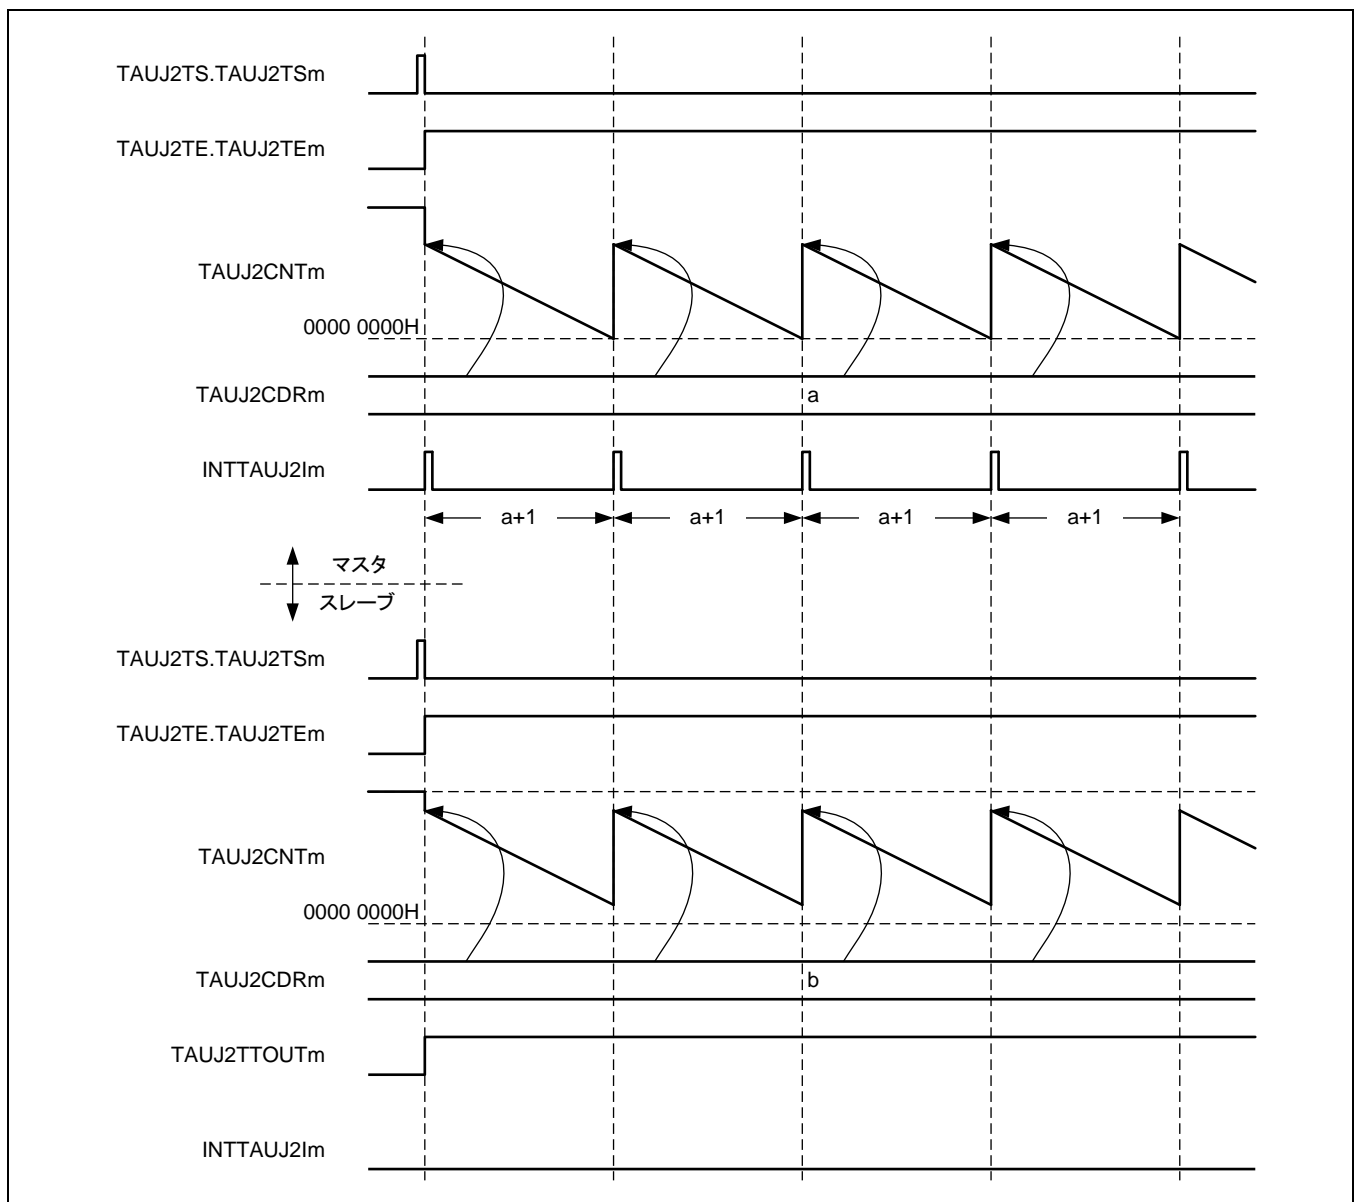 TAUJ2TS.TAUJ2TSm
TAUJ2TE.TAUJ2TEm
TAUJ2CNTm
0000 0000H
TAUJ2CDRm
a
INTTAUJ2Im
a+1 a+1 a+1 a+1
マスタ
スレーブ
TAUJ2TS.TAUJ2TSm
TAUJ2TE.TAUJ2TEm
TAUJ2CNTm
0000 0000H
TAUJ2CDRm
b
TAUJ2TTOUTm
INTTAUJ2Im